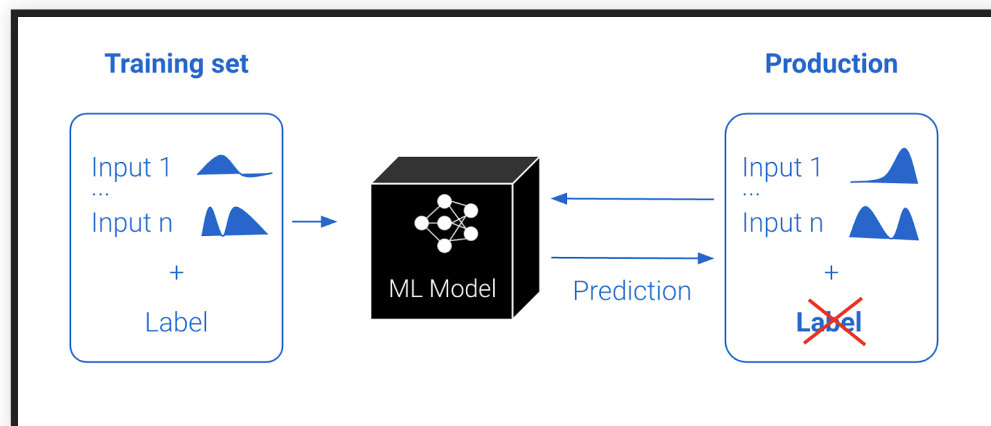 Training set
Input 1
...
Input n
+
Label
ML Model
Prediction
Production
Input 1
...
Input n
+
Label